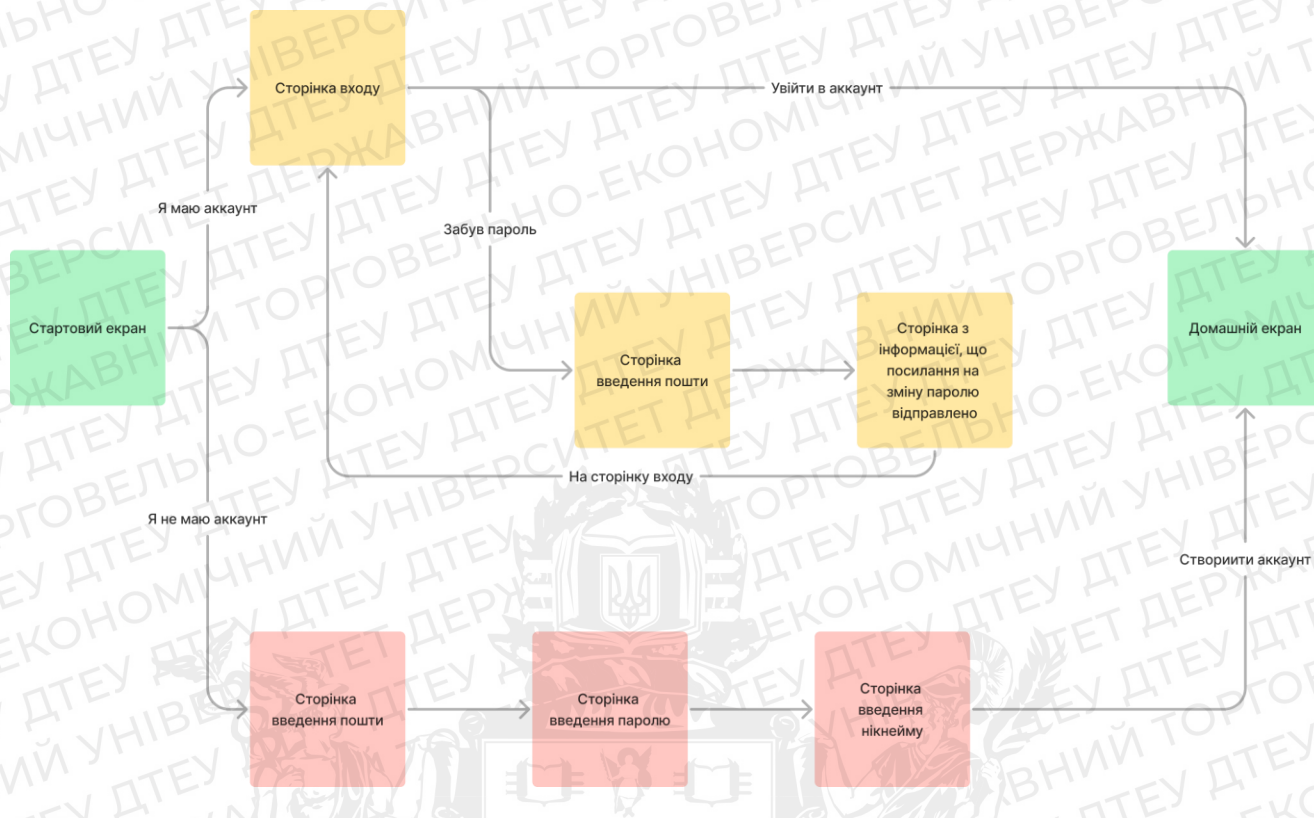 Сторінка входу
Увійти в аккаунт
Я маю аккаунт
Забув пароль
Стартовий екран
Сторінка
введення пошти
Сторінка з
інформацієї, що
посилання на
зміну паролю
відправлено
Домашній екран
На сторінку входу
Я не маю аккаунт
Створиити аккаунт
Сторінка
введення пошти
Сторінка
введення паролю
Сторінка
введення
нікнейму